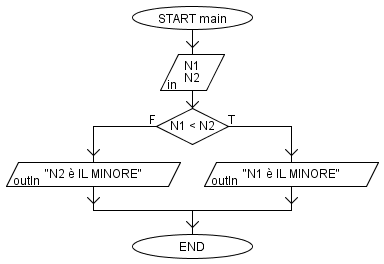 START main
N1
N2
in
F
N1 < N2
T
"N2 è IL MINORE"
outln
"N1 è IL MINORE"
outln
END